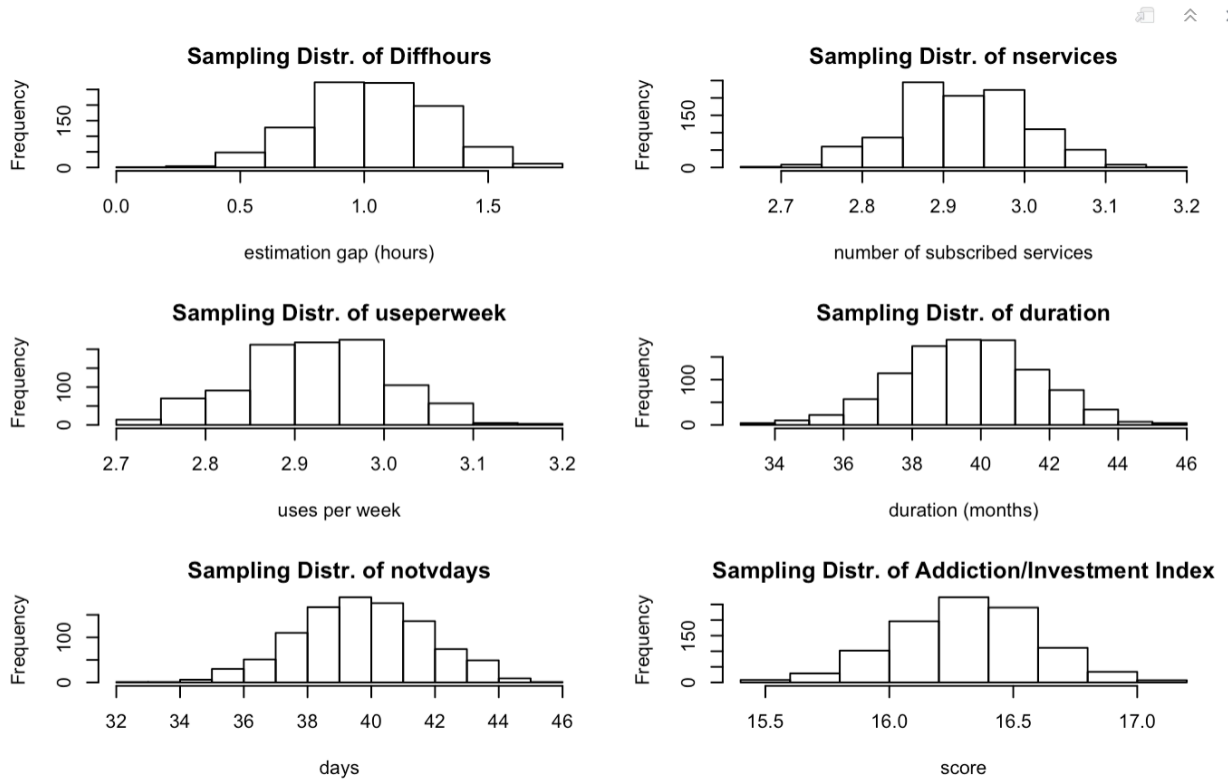 Sampling Distr. of Diffhours
Frequency
150
0
0.0 0.5 1.0 1.5
estimation gap (hours)
Sampling Distr. of nservices
Frequency
150
0
2.7 2.8 2.9 3.0 3.1 3.2
number of subscribed services
Sampling Distr. of useperweek
Frequency
100
0
2.7 2.8 2.9 3.0 3.1 3.2
uses per week
Sampling Distr. of duration
Frequency
100
0
34 36 38 40 42 44 46
duration (months)
Sampling Distr. of notvdays
Frequency
100
0
32 34 36 38 40 42 44 46
days
Sampling Distr. of Addiction/Investment Index
Frequency
150
0
15.5 16.0 16.5 17.0
score